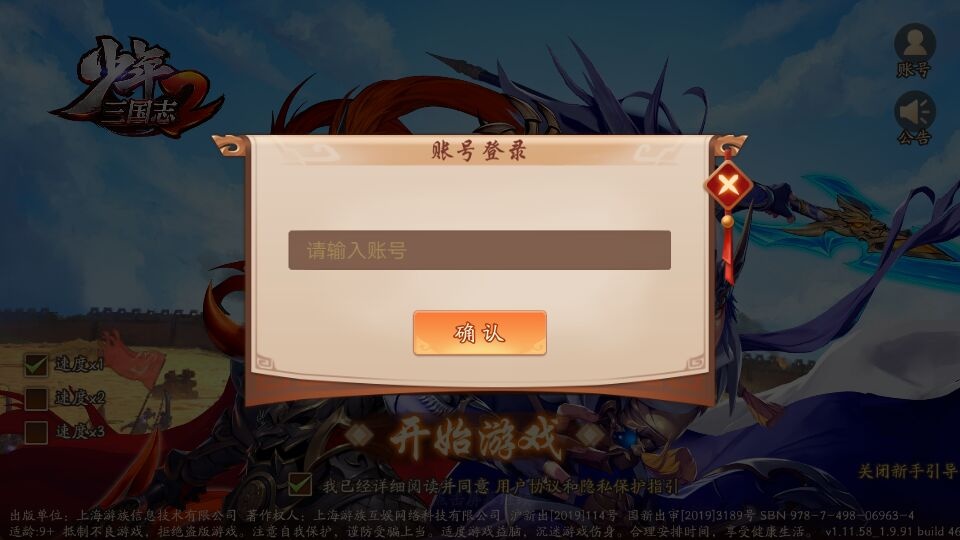 少年
三国志2
账号
公告
账号登录
请输入账号
确认
速度x1
速度x2
速度x3
开始游戏
关闭新手引导
我已经详细阅读并同意 用户协议和隐私保护指引
出版单位：上海游族信息技术有限公司 著作权人：上海游族互娱网络科技有限公司 沪新出[2019]114号 国新出审[2019]3189号 SBN 978-7-498-06963-4
适龄:9+ 抵制不良游戏，拒绝盗版游戏。注意自我保护，谨防受骗上当。适度游戏益脑，沉迷游戏伤身。合理安排时间，享受健康生活。 v1.11.58_1.9.91 build 46